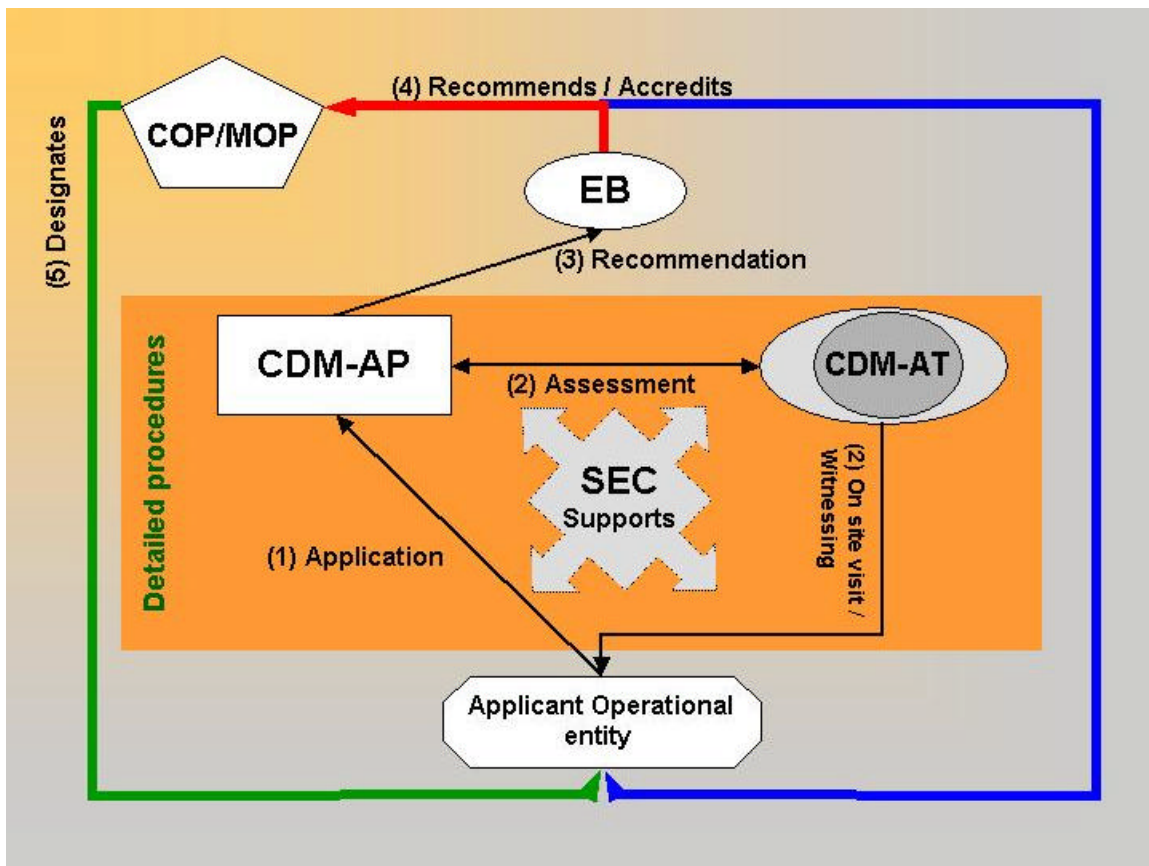 (4) Recommends / Accredits
COP/MOP
EB
(5) Designates
(3) Recommendation
CDM-AP
CDM-AT
(2) Assessment
Detailed procedures
SEC
Supports
(2) On site visit /
Witnessing
(1) Application
Applicant Operational
entity